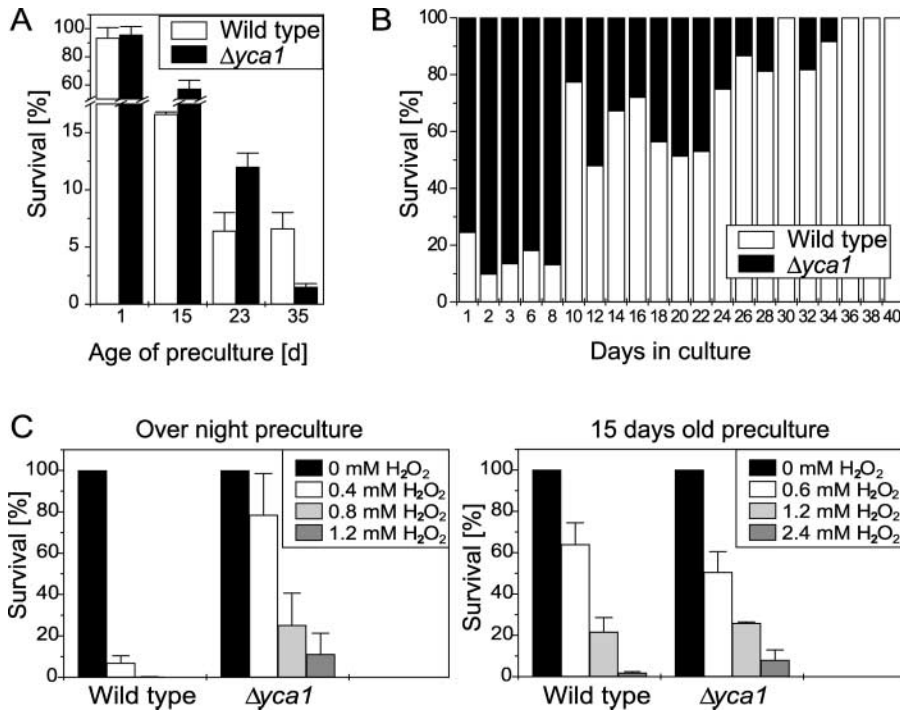 A
Wild type
Δyca1
Survival [%]
100
80
60
15
10
5
0
1 15 23 35
Age of preculture [d]
B
Survival [%]
100
80
60
40
20
0
Wild type
Δyca1
1 2 3 6 8 10 12 14 16 18 20 22 24 26 28 30 32 34 36 38 40
Days in culture
C
Over night preculture
Survival [%]
100
80
60
40
20
0
0 mM H₂O₂
0.4 mM H₂O₂
0.8 mM H₂O₂
1.2 mM H₂O₂
Wild type Δyca1
15 days old preculture
Survival [%]
100
80
60
40
20
0
0 mM H₂O₂
0.6 mM H₂O₂
1.2 mM H₂O₂
2.4 mM H₂O₂
Wild type Δyca1